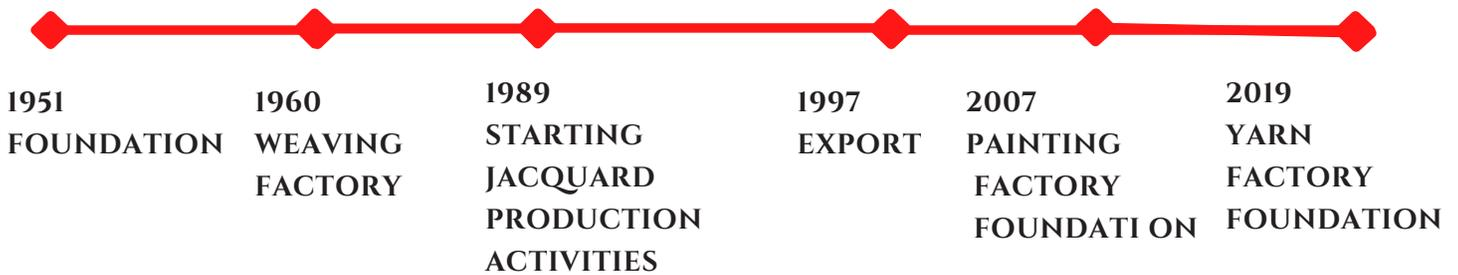 1951
FOUNDATION
1960
WEAVING
FACTORY
1989
STARTING
JACQUARD
PRODUCTION
ACTIVITIES
1997
EXPORT
2007
PAINTING
FACTORY
FOUNDATI ON
2019
YARN
FACTORY
FOUNDATION